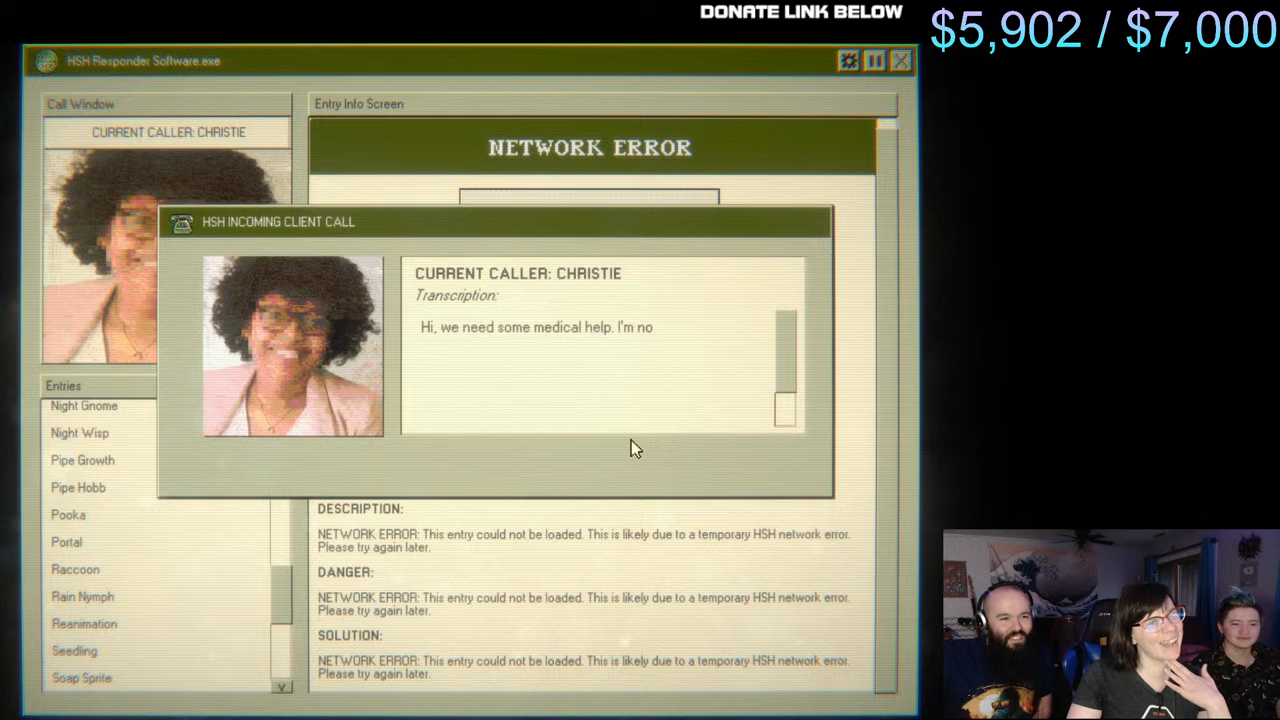 DONATE LINK BELOW
$5,902 / $7,000
HSH Responder Software.exe
Call Window
CURRENT CALLER: CHRISTIE
Entries
Night Gnome
Night Wisp
Pipe Growth
Pipe Hobb
Pooka
Portal
Raccoon
Rain Nymph
Reanimation
Seedling
Soap Sprite
Entry Info Screen
NETWORK ERROR
HSH INCOMING CLIENT CALL
CURRENT CALLER: CHRISTIE
Transcription:
Hi, we need some medical help. I'm no
DESCRIPTION:
NETWORK ERROR: This entry could not be loaded. This is likely due to a temporary HSH network error.
Please try again later.
DANGER:
NETWORK ERROR: This entry could not be loaded. This is likely due to a temporary HSH network error.
Please try again later.
SOLUTION:
NETWORK ERROR: This entry could not be loaded. This is likely due to a temporary HSH network error.
Please try again later.